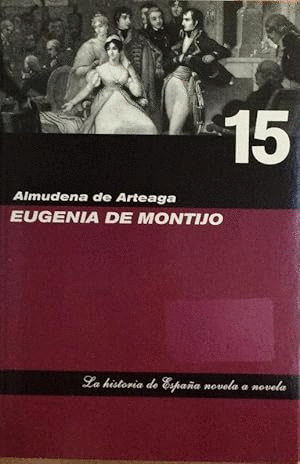 15
Almudena de Arteaga
EUGENIA DE MONTIJO
La historia de España novela a novela